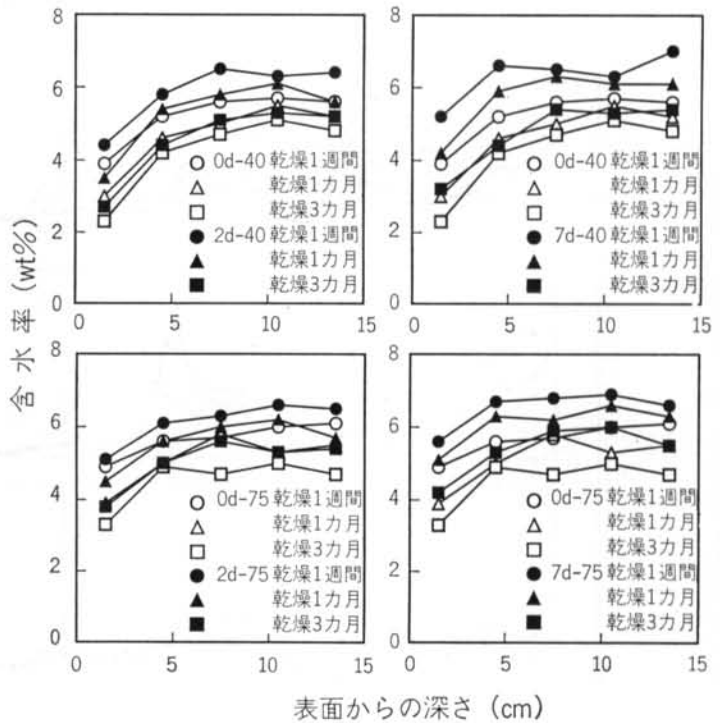 8
6
4
2
0
0 5 10 15
○ 0d-40 乾燥1週間
△ 乾燥1カ月
□ 乾燥3カ月
● 2d-40 乾燥1週間
▲ 乾燥1カ月
■ 乾燥3カ月
8
6
4
2
0
0 5 10 15
○ 0d-40 乾燥1週間
△ 乾燥1カ月
□ 乾燥3カ月
● 7d-40 乾燥1週間
▲ 乾燥1カ月
■ 乾燥3カ月
含水率 (wt%)
8
6
4
2
0
0 5 10 15
○ 0d-75 乾燥1週間
△ 乾燥1カ月
□ 乾燥3カ月
● 2d-75 乾燥1週間
▲ 乾燥1カ月
■ 乾燥3カ月
8
6
4
2
0
0 5 10 15
○ 0d-75 乾燥1週間
△ 乾燥1カ月
□ 乾燥3カ月
● 7d-75 乾燥1週間
▲ 乾燥1カ月
■ 乾燥3カ月
表面からの深さ (cm)